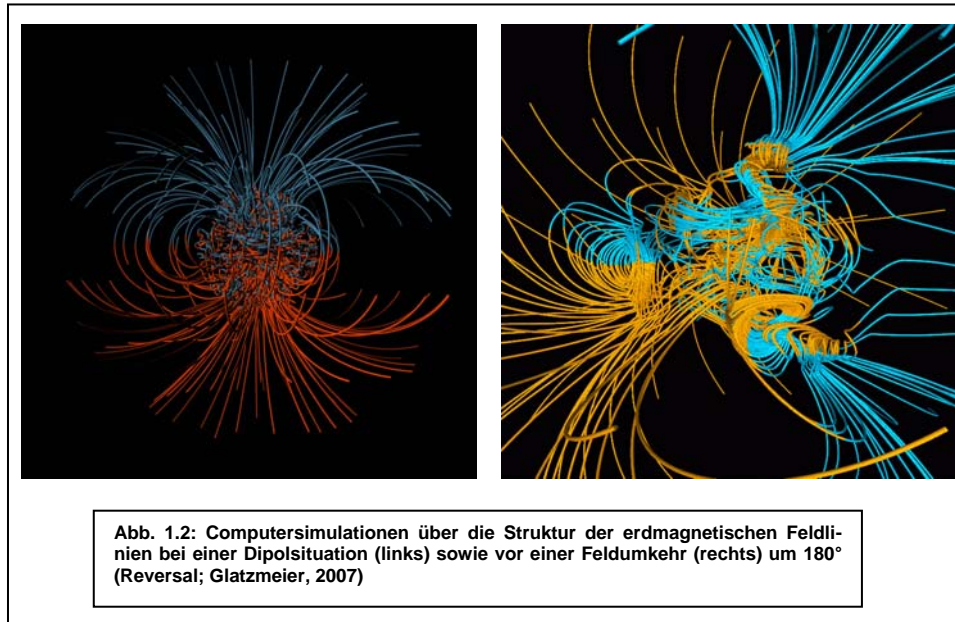 Abb. 1.2: Computersimulationen über die Struktur der erdmagnetischen Feldli-
nien bei einer Dipolsituation (links) sowie vor einer Feldumkehr (rechts) um 180°
(Reversal; Glatzmeier, 2007)